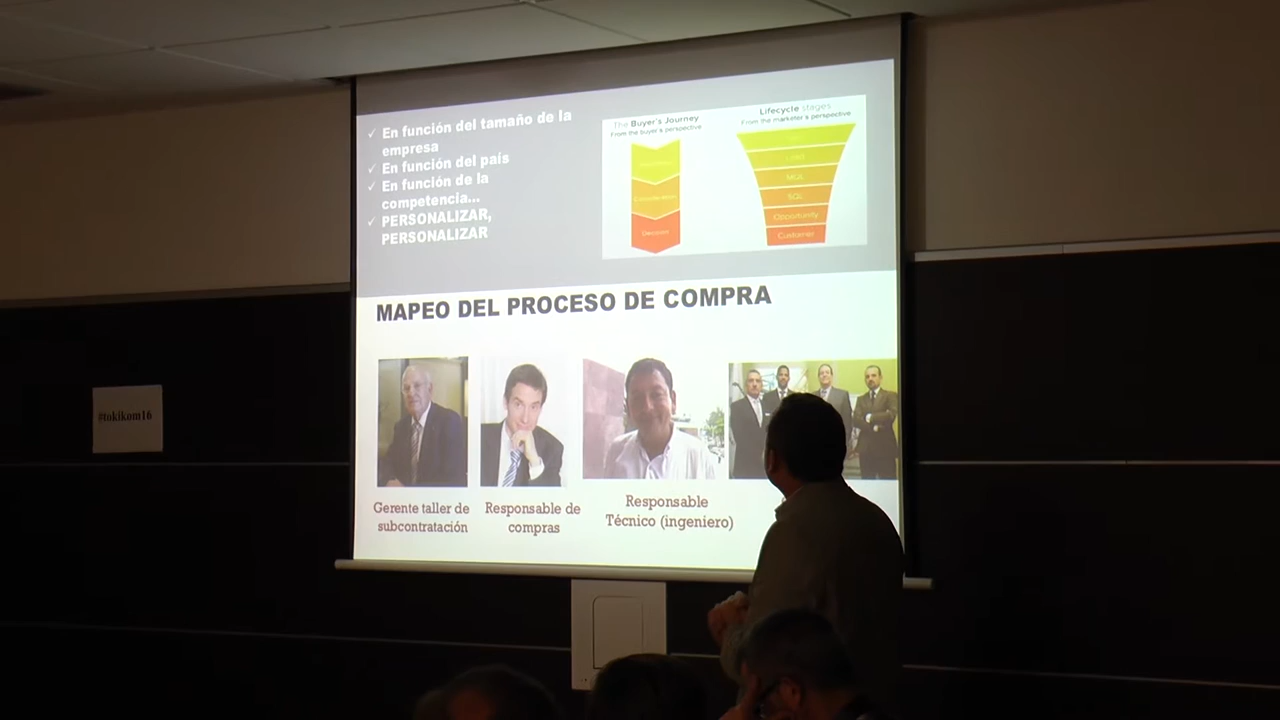 ✓ En función del tamaño de la
empresa
✓ En función del país
✓ En función de la
competencia...
✓ PERSONALIZAR,
PERSONALIZAR
The Buyer's Journey
From the buyer's perspective
Decision
Lifecycle stages
From the marketer's perspective
Lead
MQL
SQL
Opportunity
Customer
MAPEO DEL PROCESO DE COMPRA
Gerente taller de
subcontratación
Responsable de
compras
Responsable
Técnico (ingeniero)
#tokikom16